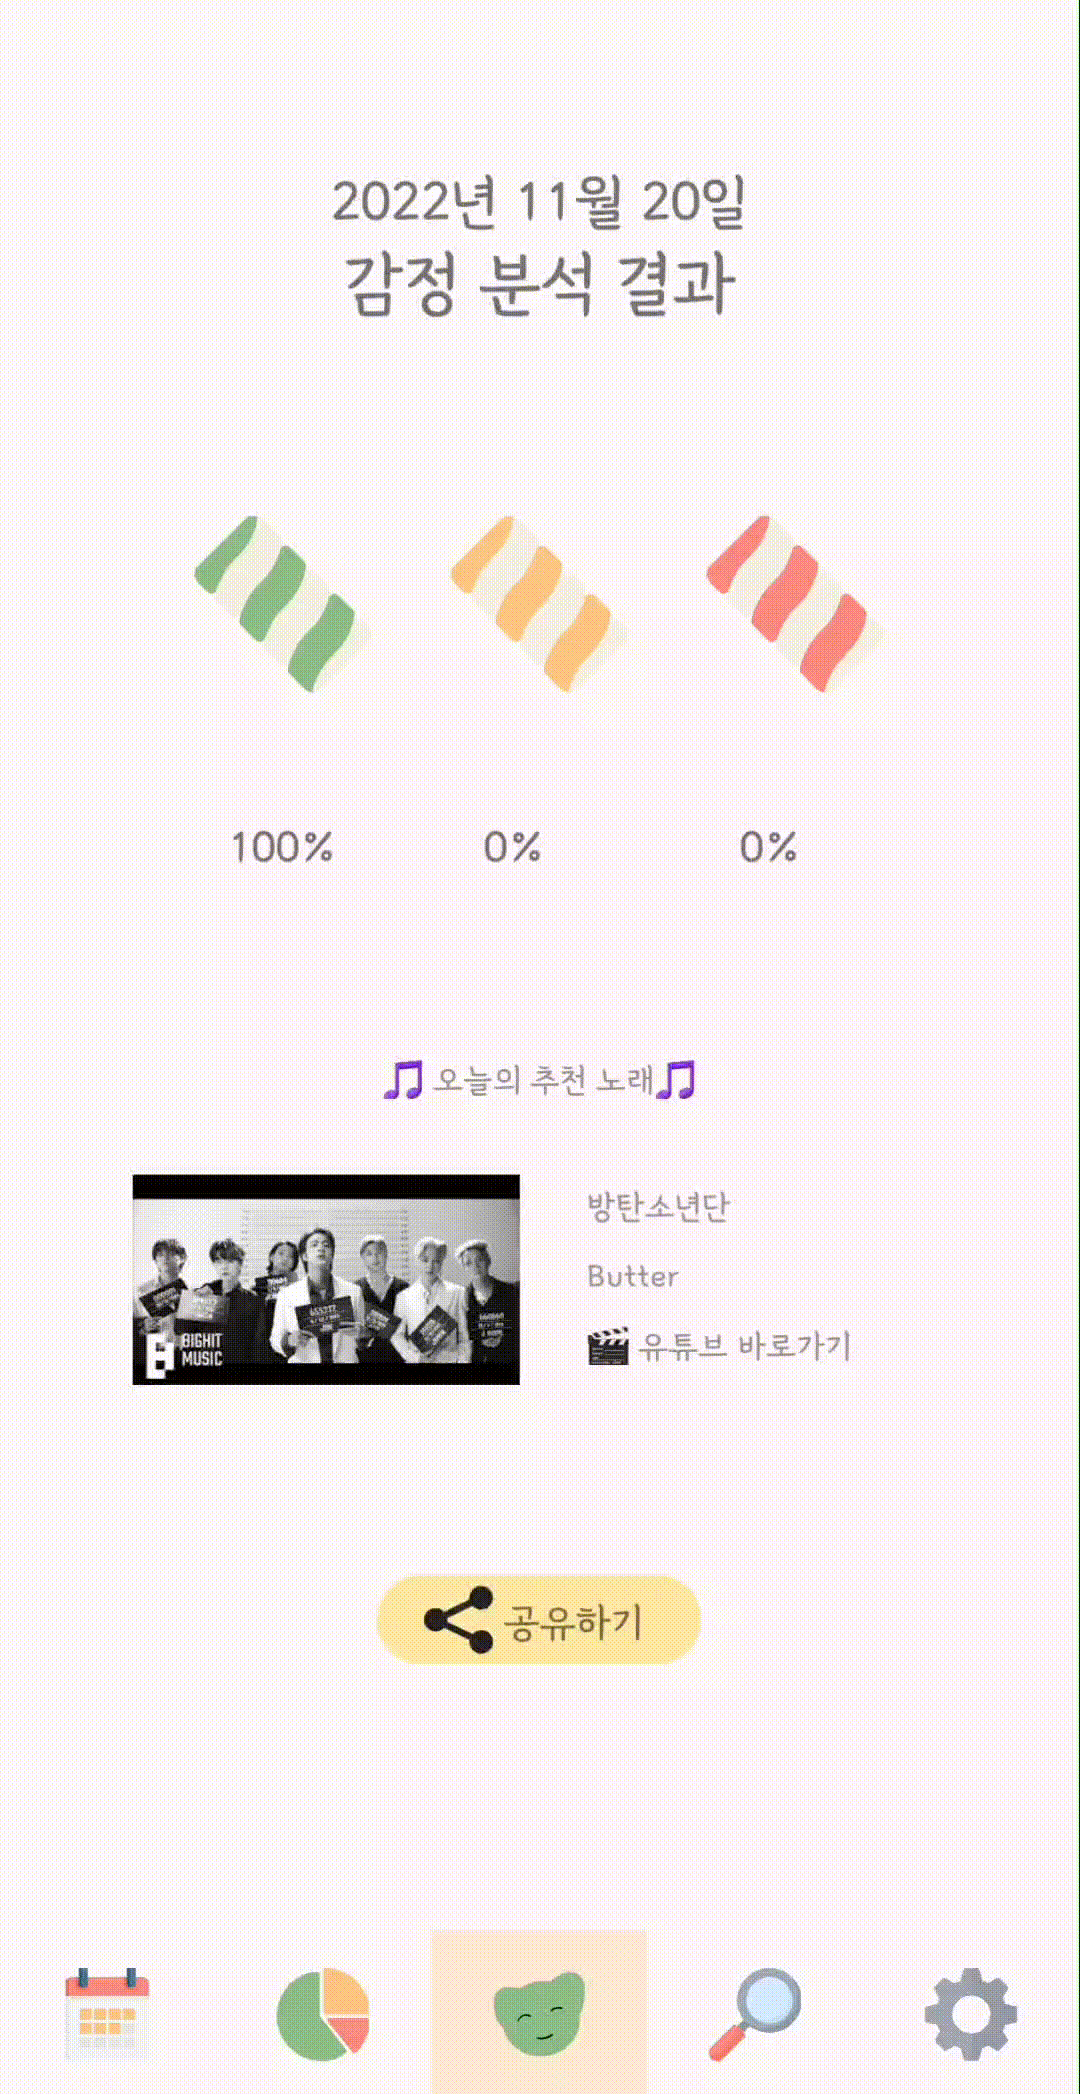 2022년 11월 20일
감정 분석 결과
100% 0% 0%
🎵 오늘의 추천 노래🎵
방탄소년단
Butter
🎬 유튜브 바로가기
BIGHIT
MUSIC
공유하기